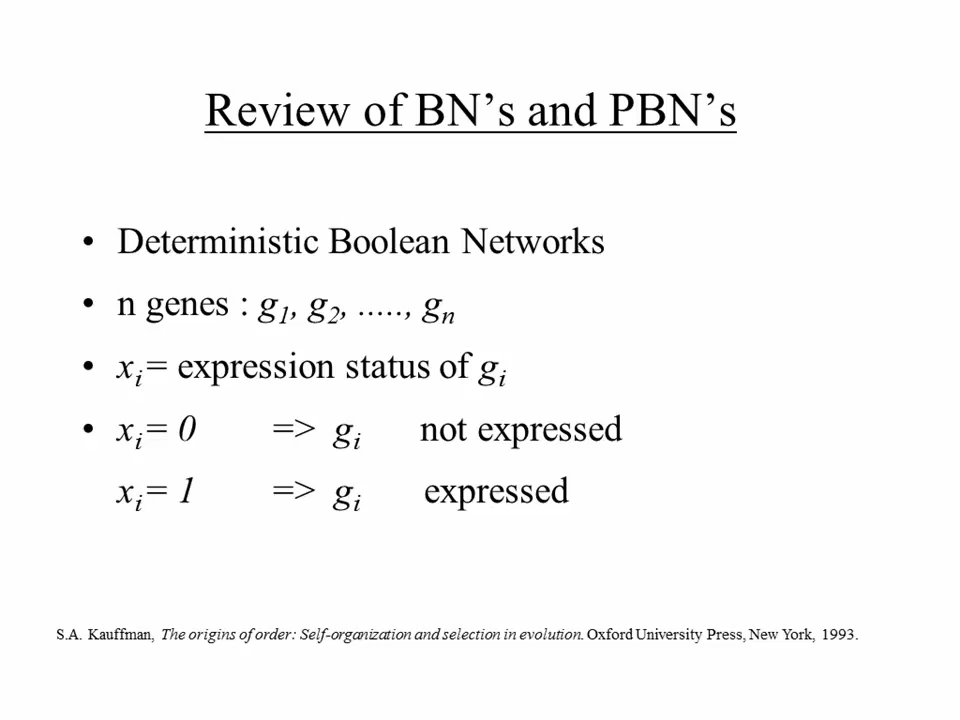 Review of BN’s and PBN’s
• Deterministic Boolean Networks
• n genes : g₁, g₂, ....., gₙ
• xᵢ = expression status of gᵢ
• xᵢ = 0 => gᵢ not expressed
xᵢ = 1 => gᵢ expressed
S.A. Kauffman, The origins of order: Self-organization and selection in evolution. Oxford University Press, New York, 1993.